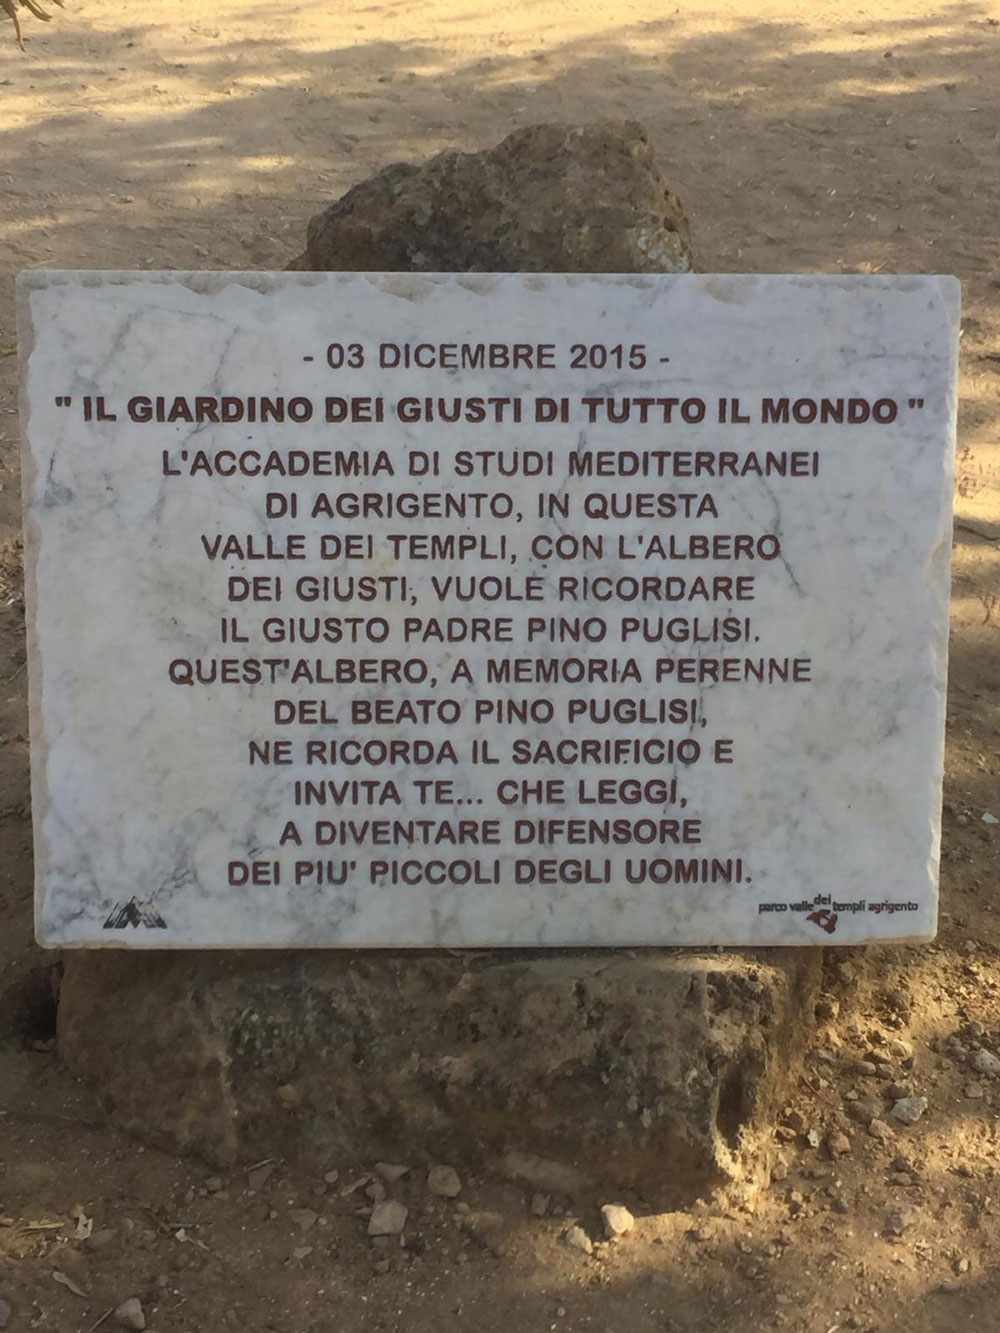 - 03 DICEMBRE 2015 -
" IL GIARDINO DEI GIUSTI DI TUTTO IL MONDO "
L'ACCADEMIA DI STUDI MEDITERRANEI
DI AGRIGENTO, IN QUESTA
VALLE DEI TEMPLI, CON L'ALBERO
DEI GIUSTI, VUOLE RICORDARE
IL GIUSTO PADRE PINO PUGLISI.
QUEST'ALBERO, A MEMORIA PERENNE
DEL BEATO PINO PUGLISI,
NE RICORDA IL SACRIFICIO E
INVITA TE... CHE LEGGI,
A DIVENTARE DIFENSORE
DEI PIU' PICCOLI DEGLI UOMINI.
parco valle dei templi agrigento